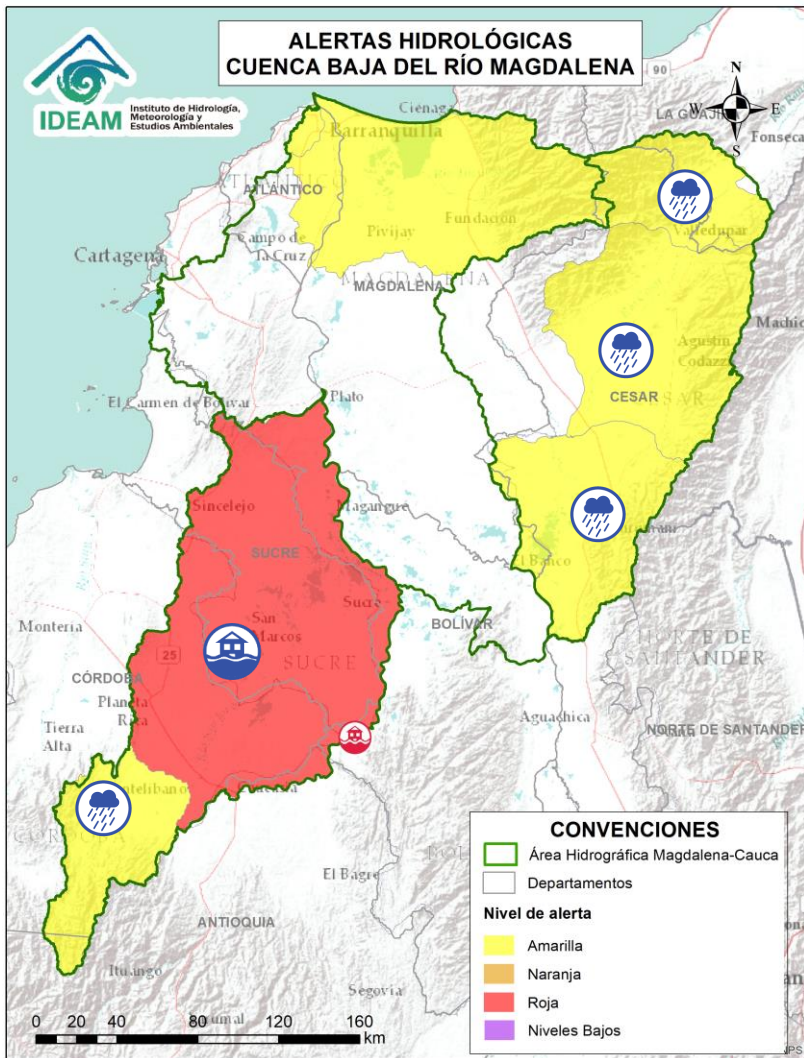 ALERTAS HIDROLÓGICAS
CUENCA BAJA DEL RÍO MAGDALENA
IDEAM
Instituto de Hidrología,
Meteorología y
Estudios Ambientales
N
W
E
S
90
LA GUAJIRA
Fonseca
Ciénaga
Barranquilla
ATLÁNTICO
Cartagena
Campo de
la Cruz
Pivijay
Fundación
Valledupar
MAGDALENA
MAGDALENA
Agustín
Codazzi
CESAR
El Carmen de Bolívar
Plato
Sincelejo
Magangué
SUCRE
El Banco
Sucre
San
Marcos
BOLÍVAR
Montería
25
SUCRE
CÓRDOBA
Planeta
Rica
Tierra
Alta
Aguachica
SANTANDER
NORTE DE SANTANDER
El Bagre
ANTIOQUIA
Ituango
Segovia
0 20 40 80 120 160
km
CONVENCIONES
Área Hidrográfica Magdalena-Cauca
Departamentos
Nivel de alerta
Amarilla
Naranja
Roja
Niveles Bajos